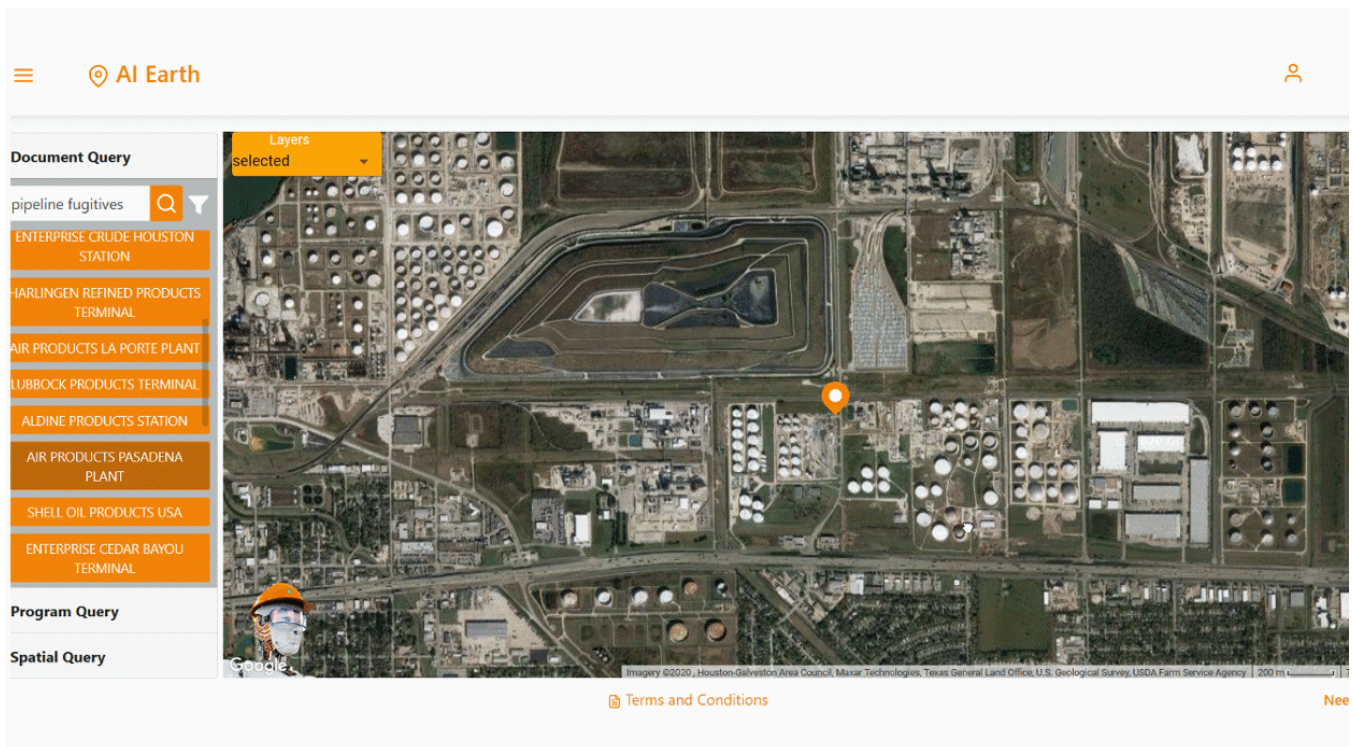 AI Earth
Document Query
Layers
selected
pipeline fugitives
ENTERPRISE CRUDE HOUSTON
STATION
HARLINGEN REFINED PRODUCTS
TERMINAL
AIR PRODUCTS LA PORTE PLANT
LUBBOCK PRODUCTS TERMINAL
ALDINE PRODUCTS STATION
AIR PRODUCTS PASADENA
PLANT
SHELL OIL PRODUCTS USA
ENTERPRISE CEDAR BAYOU
TERMINAL
Program Query
Spatial Query
Google
Imagery ©2020 , Houston-Galveston Area Council, Maxar Technologies, Texas General Land Office, U.S. Geological Survey, USDA Farm Service Agency
200 m
Terms and Conditions
Nee